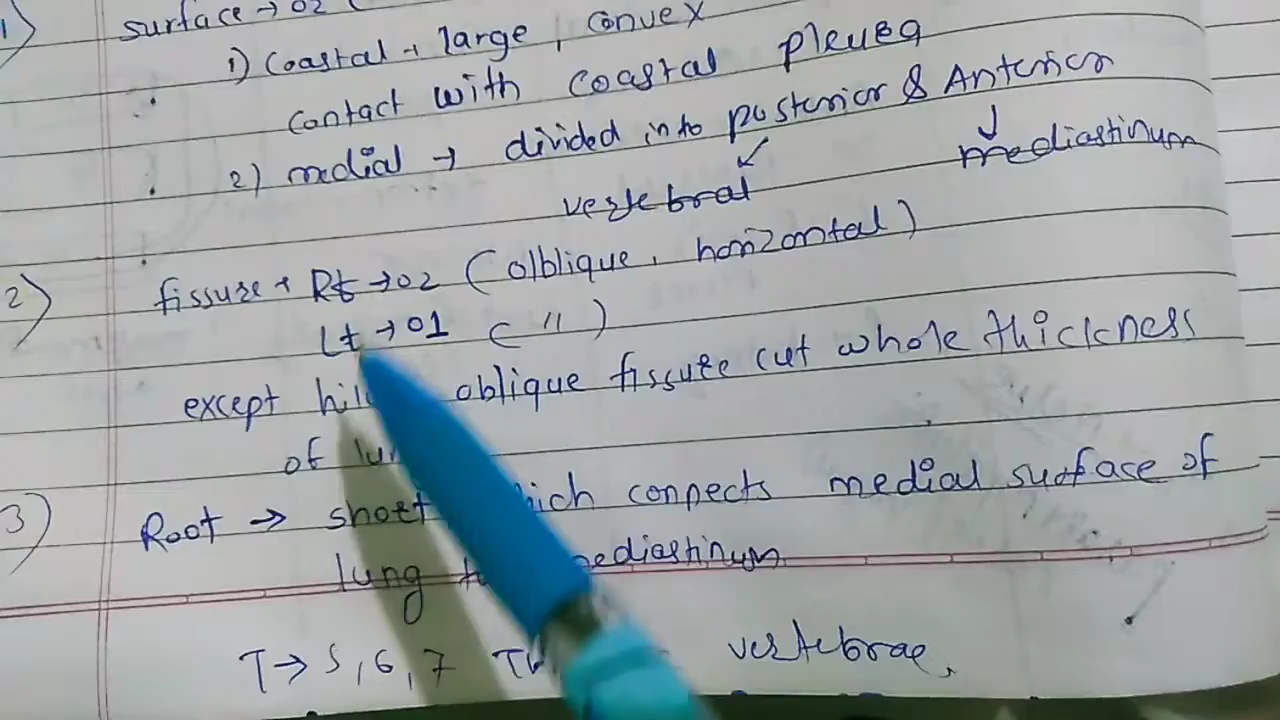 1) surface → 02 (
1) Coastal → large, convex
contact with coastal pleura
2) medial → divided into posterior & Anterior
vertebral mediastinum
2) fissure → Rt → 02 (olblique, horizontal)
Lt → 01 ( " )
except oblique fissure cut whole thickness
of
3) Root → short which connects medial surface of
lung mediastinum
T → 5, 6, 7 vertebrae.